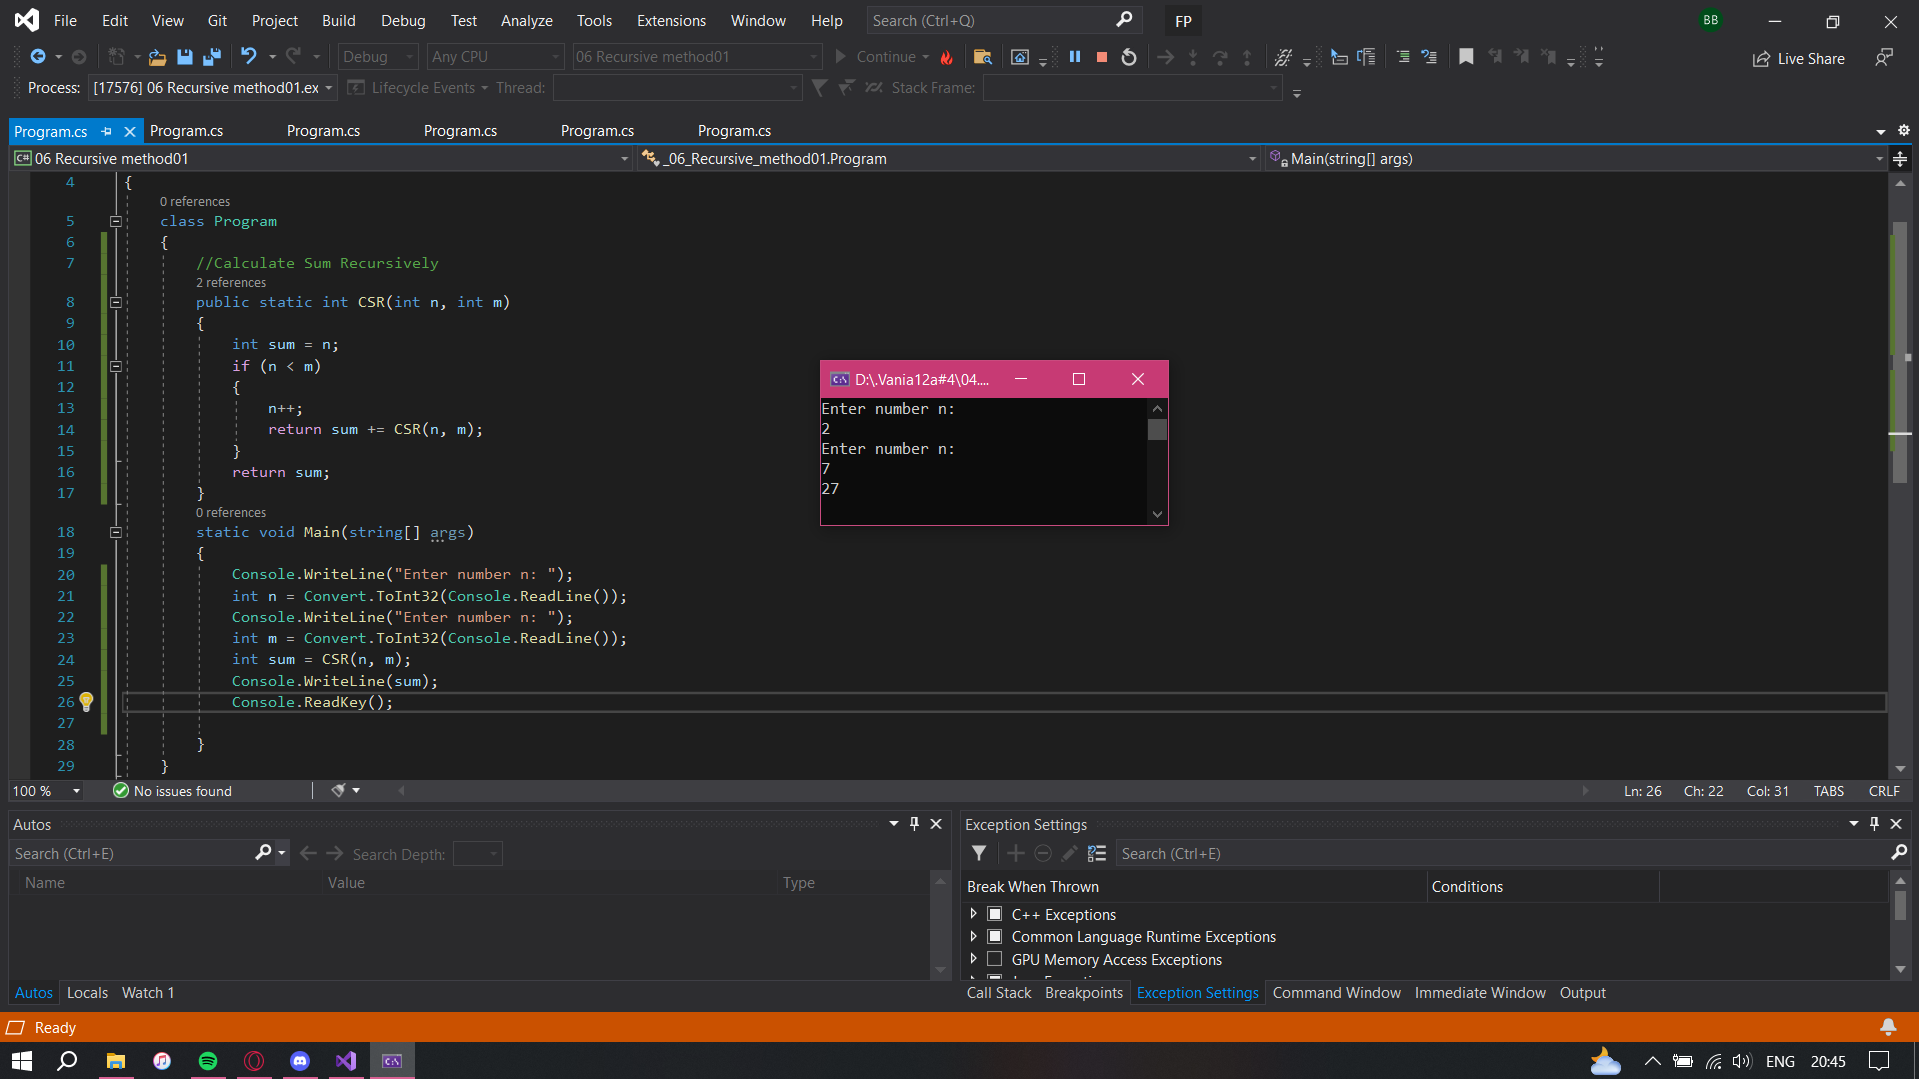 File Edit View Git Project Build Debug Test Analyze Tools Extensions Window Help Search (Ctrl+Q) FP BB
Debug Any CPU 06 Recursive method01 Continue Live Share
Process: [17576] 06 Recursive method01.ex Lifecycle Events Thread: Stack Frame:
Program.cs Program.cs Program.cs Program.cs Program.cs Program.cs
C# 06 Recursive method01 _06_Recursive_method01.Program Main(string[] args)
4 {
0 references
5 class Program
6 {
7 //Calculate Sum Recursively
2 references
8 public static int CSR(int n, int m)
9 {
10 int sum = n;
11 if (n < m)
12 {
13 n++;
14 return sum += CSR(n, m);
15 }
16 return sum;
17 }
0 references
18 static void Main(string[] args)
19 {
20 Console.WriteLine("Enter number n: ");
21 int n = Convert.ToInt32(Console.ReadLine());
22 Console.WriteLine("Enter number n: ");
23 int m = Convert.ToInt32(Console.ReadLine());
24 int sum = CSR(n, m);
25 Console.WriteLine(sum);
26 Console.ReadKey();
27
28 }
29 }
C:\ D:\.Vania12a#4\04....
Enter number n:
2
Enter number n:
7
27
100 % No issues found Ln: 26 Ch: 22 Col: 31 TABS CRLF
Autos
Search (Ctrl+E) Search Depth:
Name Value Type
Autos Locals Watch 1
Exception Settings
Search (Ctrl+E)
Break When Thrown Conditions
C++ Exceptions
Common Language Runtime Exceptions
GPU Memory Access Exceptions
Call Stack Breakpoints Exception Settings Command Window Immediate Window Output
Ready
C:\ ENG 20:45